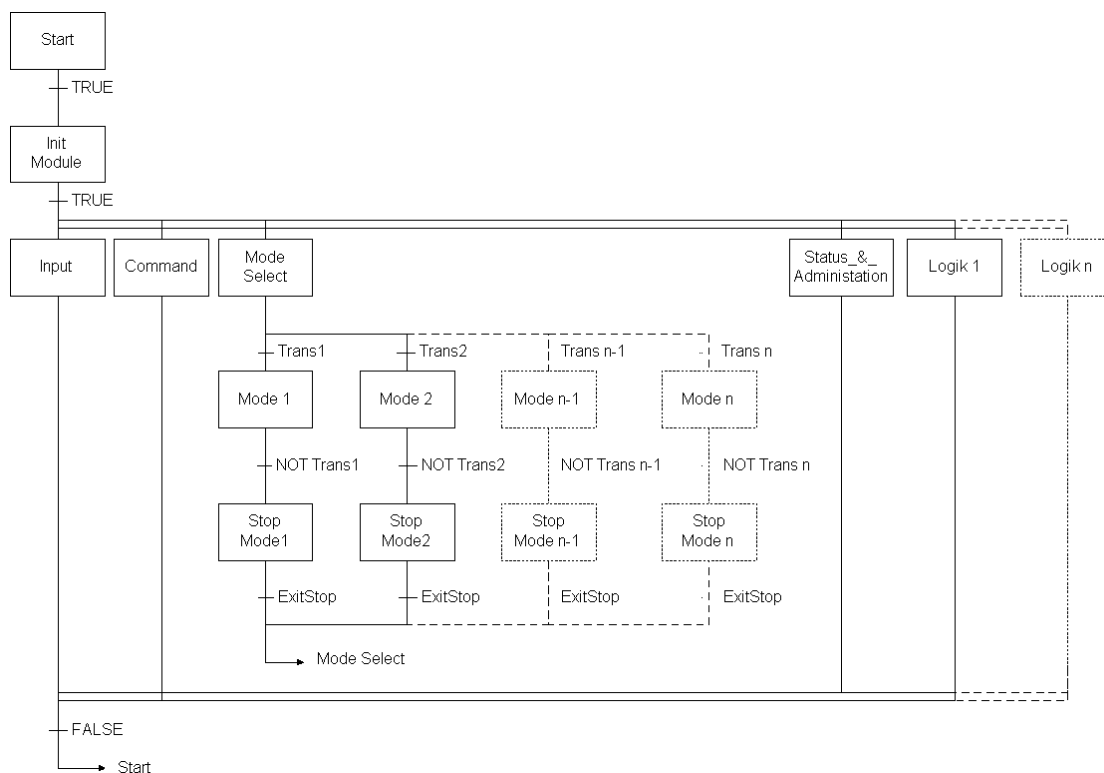 Start
TRUE
Init
Module
TRUE
Input
Command
Mode
Select
Status_&_
Administation
Logik 1
Logik n
Trans1
Trans2
Trans n-1
Trans n
Mode 1
Mode 2
Mode n-1
Mode n
NOT Trans1
NOT Trans2
NOT Trans n-1
NOT Trans n
Stop
Mode1
Stop
Mode2
Stop
Mode n-1
Stop
Mode n
ExitStop
ExitStop
ExitStop
ExitStop
Mode Select
FALSE
Start